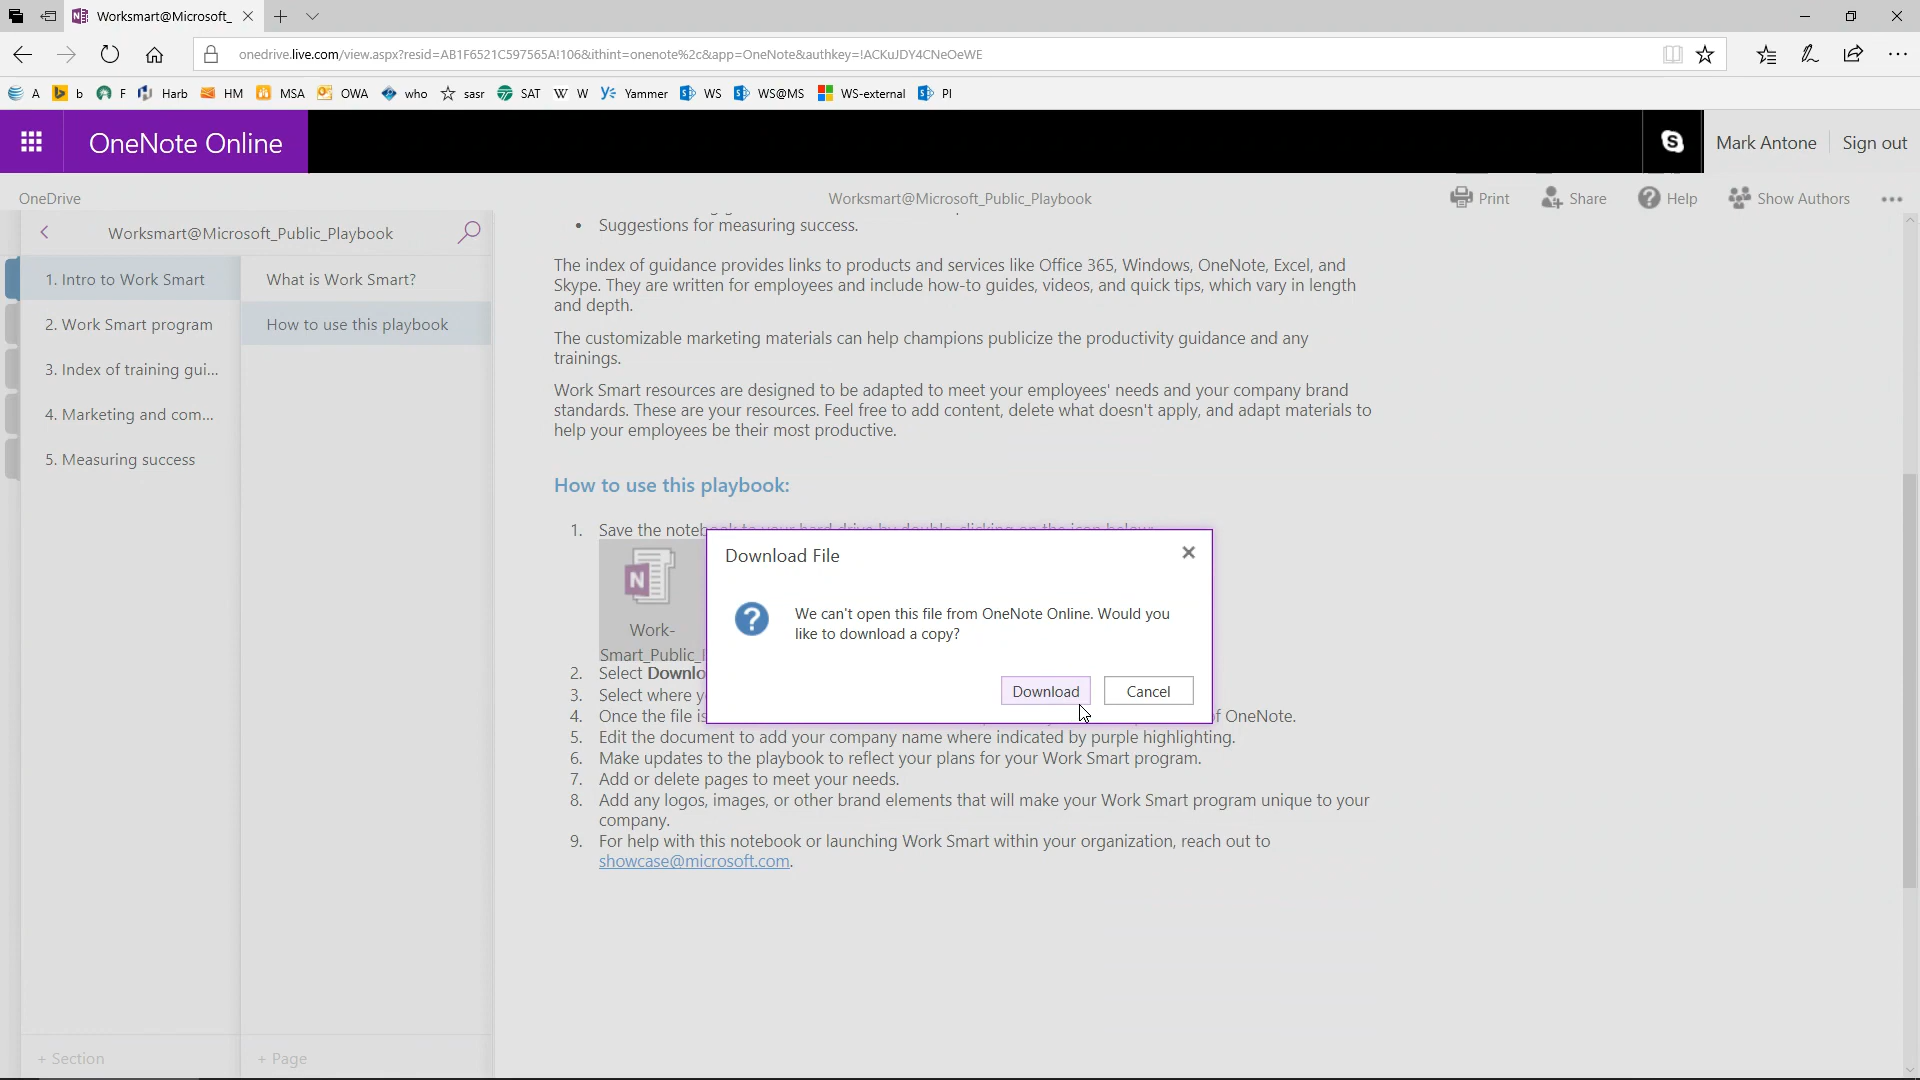 Worksmart@Microsoft_
onedrive.live.com/view.aspx?resid=AB1F6521C597565A!106&ithint=onenote%2c&app=OneNote&authkey=!ACKuJDY4CNeOeWE
A b F Harb HM MSA OWA who sasr SAT W Yammer WS WS@MS WS-external PI
OneNote Online
Mark Antone
Sign out
OneDrive
Worksmart@Microsoft_Public_Playbook
Print
Share
Help
Show Authors
Worksmart@Microsoft_Public_Playbook
1. Intro to Work Smart
2. Work Smart program
3. Index of training gui...
4. Marketing and com...
5. Measuring success
What is Work Smart?
How to use this playbook
• Suggestions for measuring success.
The index of guidance provides links to products and services like Office 365, Windows, OneNote, Excel, and
Skype. They are written for employees and include how-to guides, videos, and quick tips, which vary in length
and depth.
The customizable marketing materials can help champions publicize the productivity guidance and any
trainings.
Work Smart resources are designed to be adapted to meet your employees' needs and your company brand
standards. These are your resources. Feel free to add content, delete what doesn't apply, and adapt materials to
help your employees be their most productive.
How to use this playbook:
1. Save the notebook to your hard drive by double-clicking on the icon below.
Work-
Smart_Public_
2. Select Downlo
3. Select where y
4. Once the file is
f OneNote.
5. Edit the document to add your company name where indicated by purple highlighting.
6. Make updates to the playbook to reflect your plans for your Work Smart program.
7. Add or delete pages to meet your needs.
8. Add any logos, images, or other brand elements that will make your Work Smart program unique to your
company.
9. For help with this notebook or launching Work Smart within your organization, reach out to
showcase@microsoft.com.
Download File
We can't open this file from OneNote Online. Would you
like to download a copy?
Download
Cancel
+ Section
+ Page